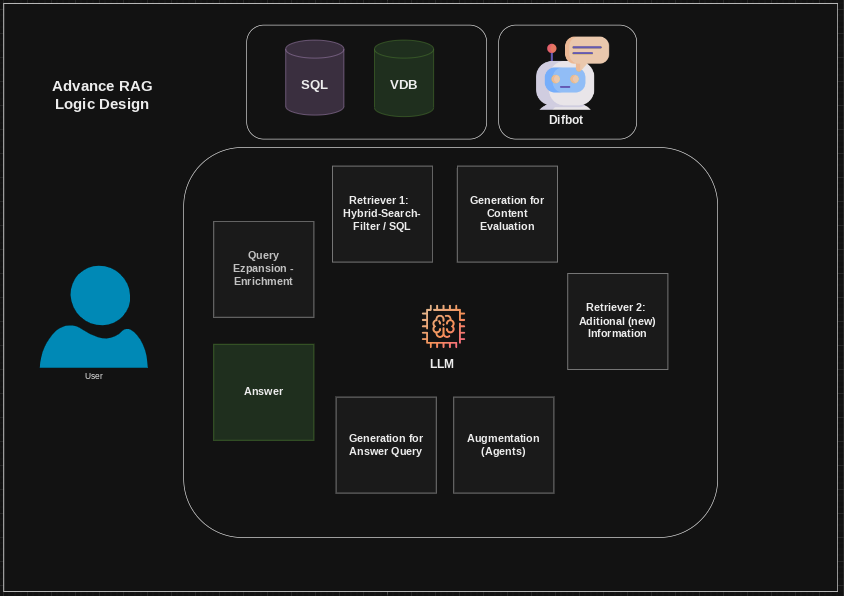 Advance RAG
Logic Design
SQL
VDB
Difbot
Retriever 1:
Hybrid-Search-
Filter / SQL
Generation for
Content
Evaluation
Query
Expansion -
Enrichment
Retriever 2:
Aditional (new)
Information
LLM
User
Answer
Generation for
Answer Query
Augmentation
(Agents)